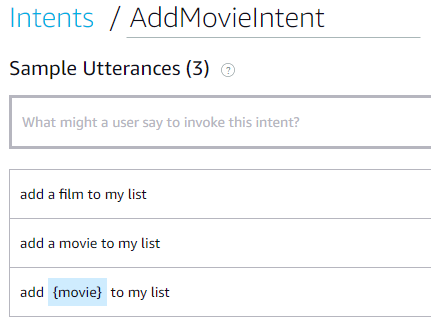 Intents / AddMovieIntent
Sample Utterances (3) ?
What might a user say to invoke this intent?
add a film to my list
add a movie to my list
add {movie} to my list